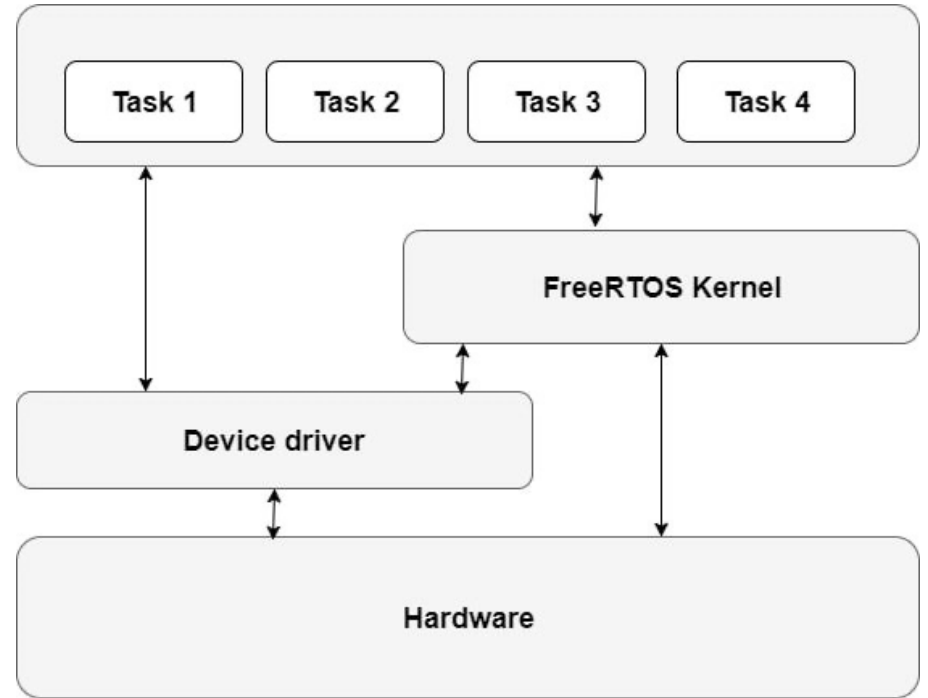 Task 1
Task 2
Task 3
Task 4
FreeRTOS Kernel
Device driver
Hardware